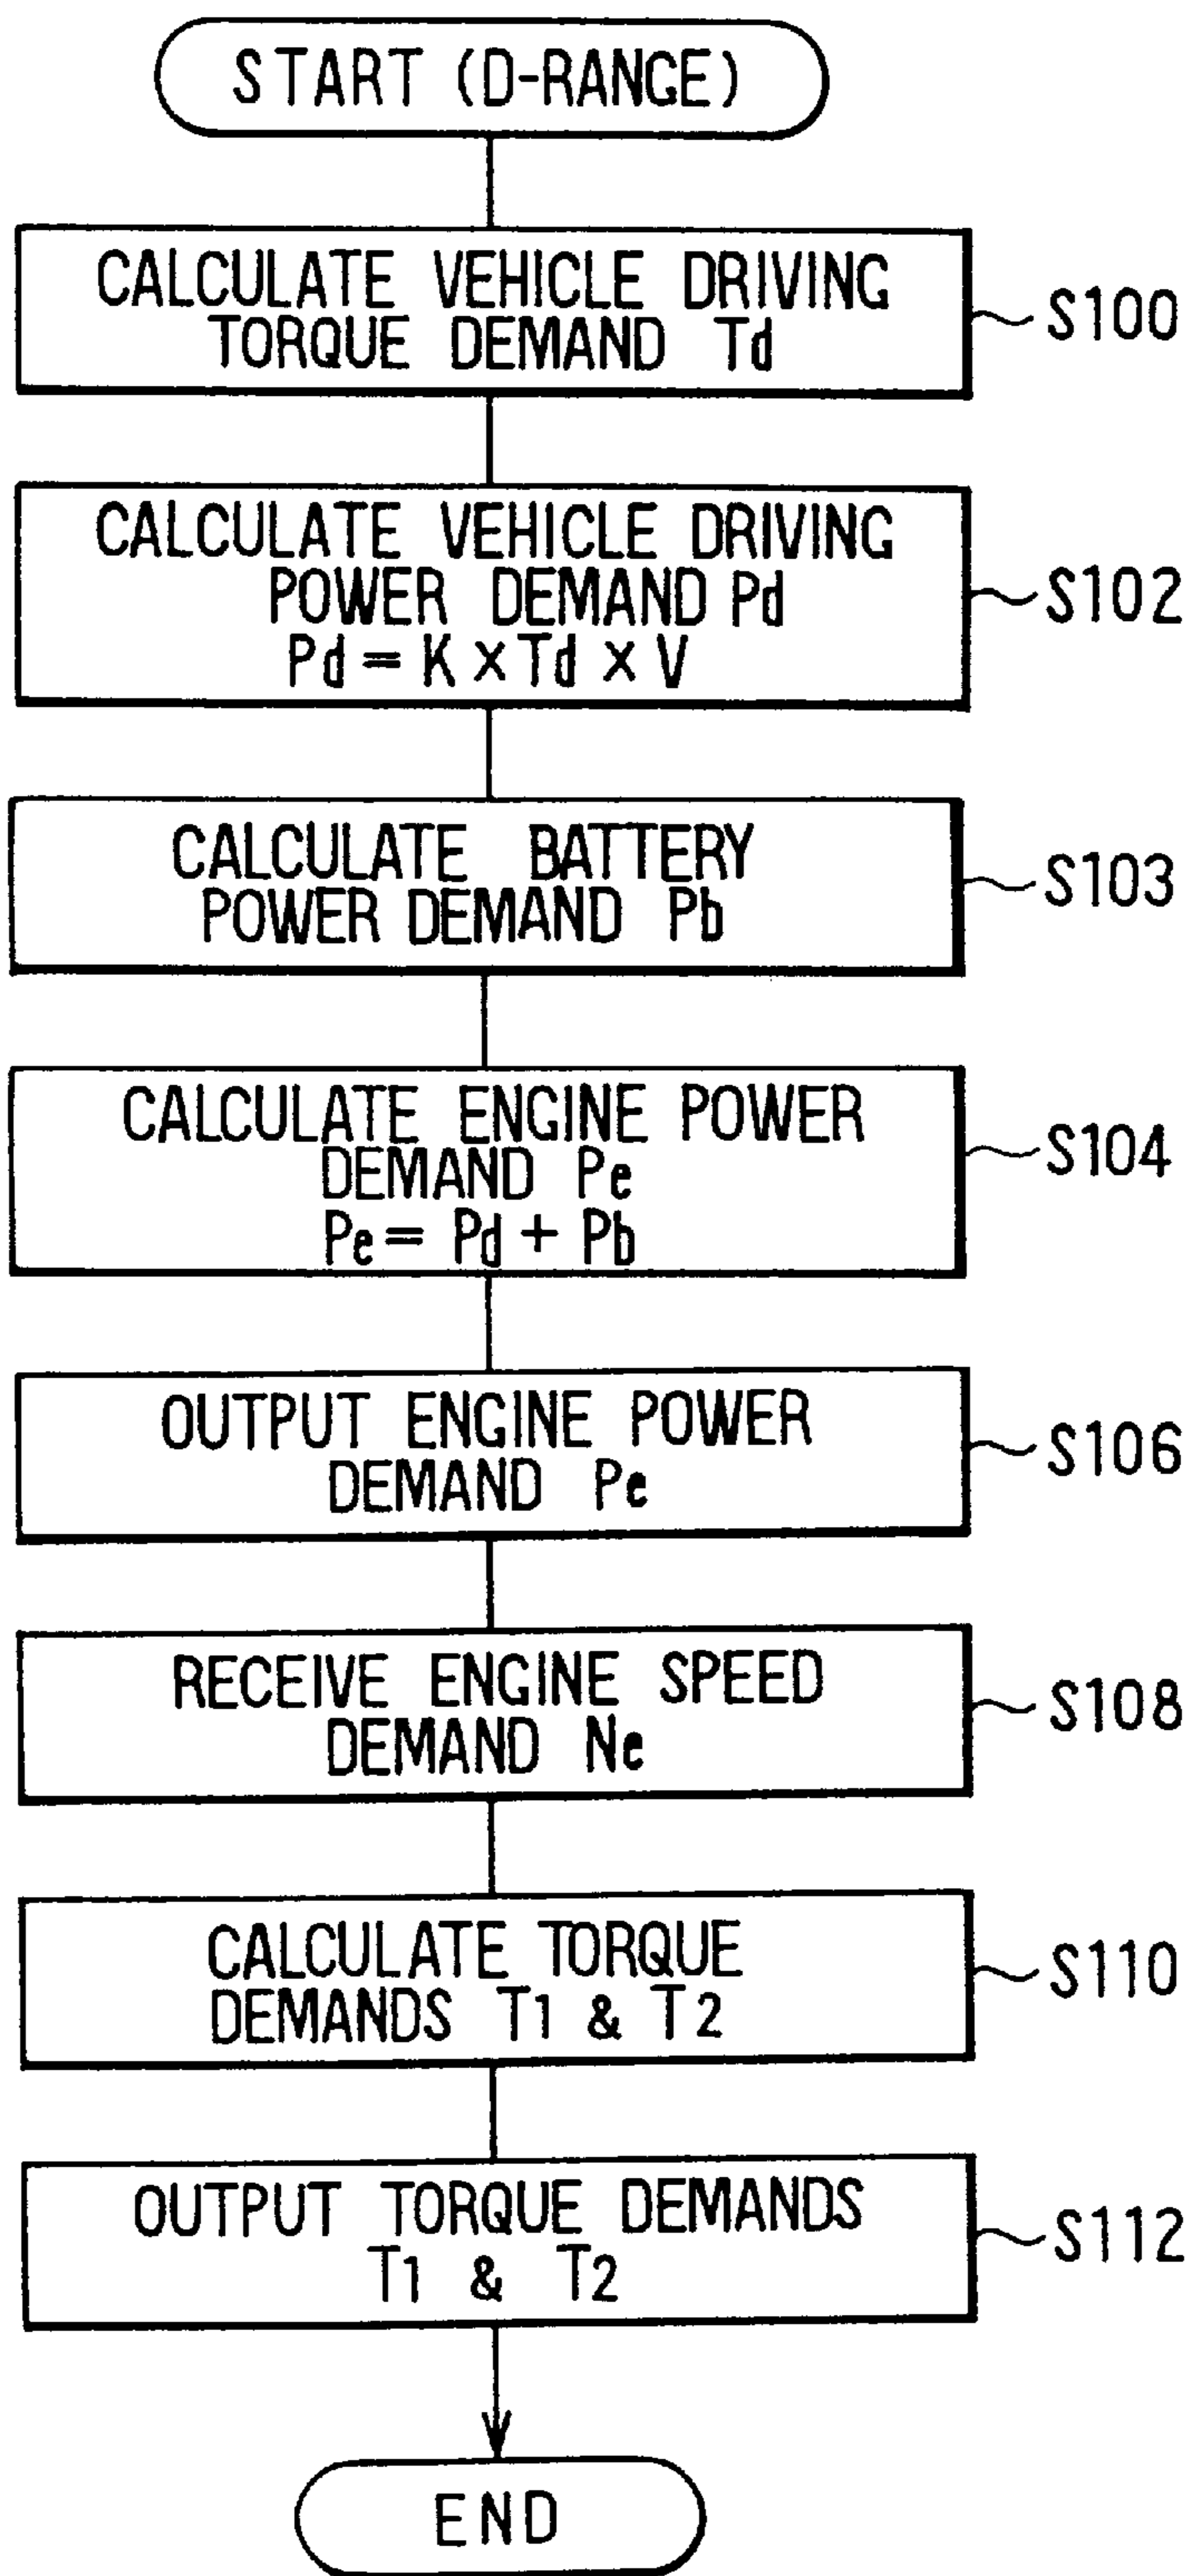 START (D-RANGE)
CALCULATE VEHICLE DRIVING
TORQUE DEMAND Td
S100
CALCULATE VEHICLE DRIVING
POWER DEMAND Pd
Pd = K × Td × V
S102
CALCULATE BATTERY
POWER DEMAND Pb
S103
CALCULATE ENGINE POWER
DEMAND Pe
Pe = Pd + Pb
S104
OUTPUT ENGINE POWER
DEMAND Pe
S106
RECEIVE ENGINE SPEED
DEMAND Ne
S108
CALCULATE TORQUE
DEMANDS T1 & T2
S110
OUTPUT TORQUE DEMANDS
T1 & T2
S112
END